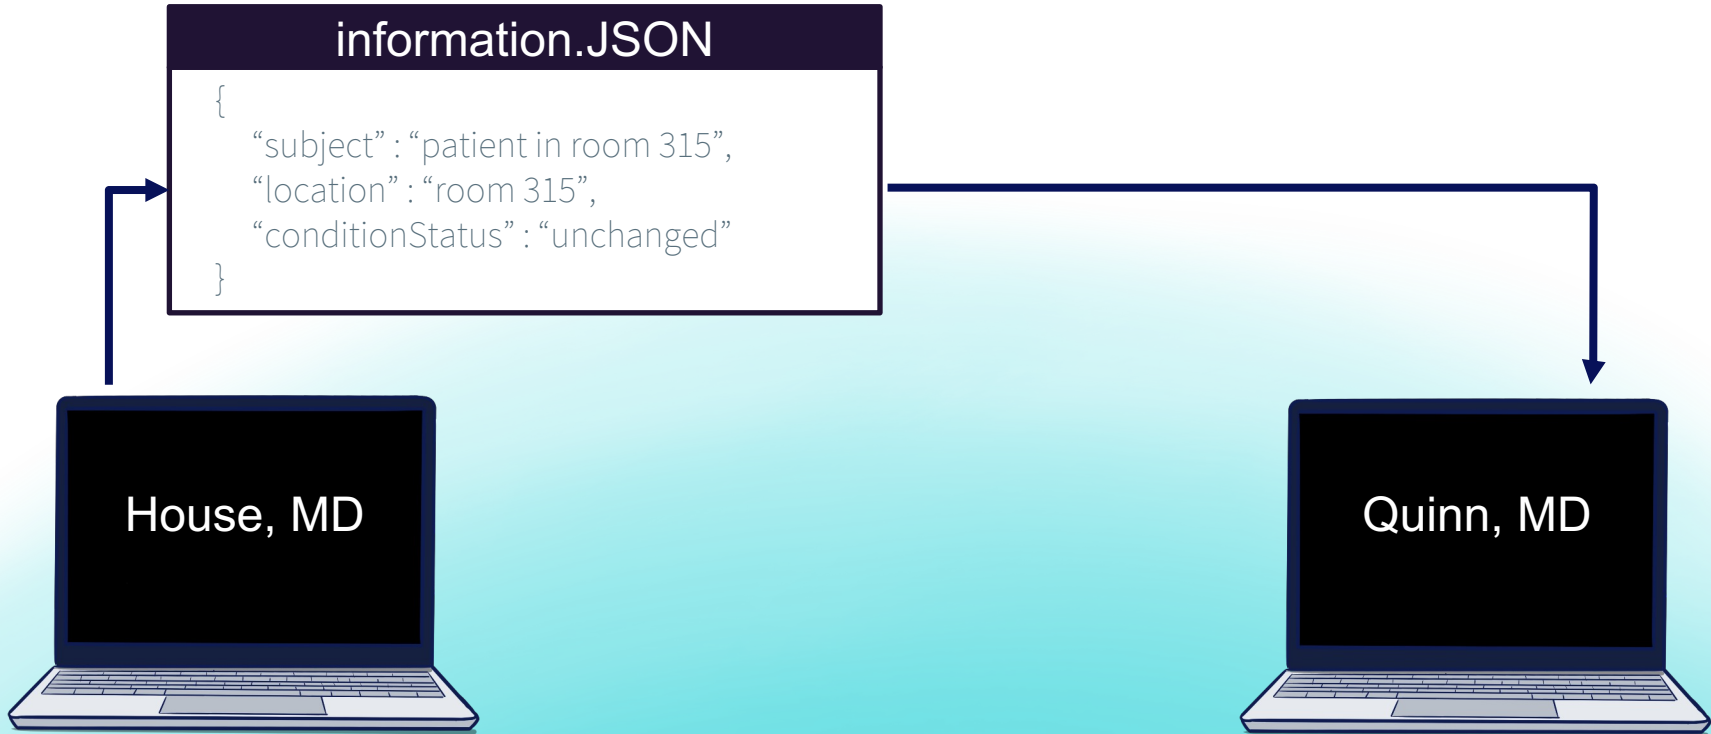 information.JSON
{
“subject” : “patient in room 315”,
“location” : “room 315”,
“conditionStatus” : “unchanged”
}
House, MD
Quinn, MD